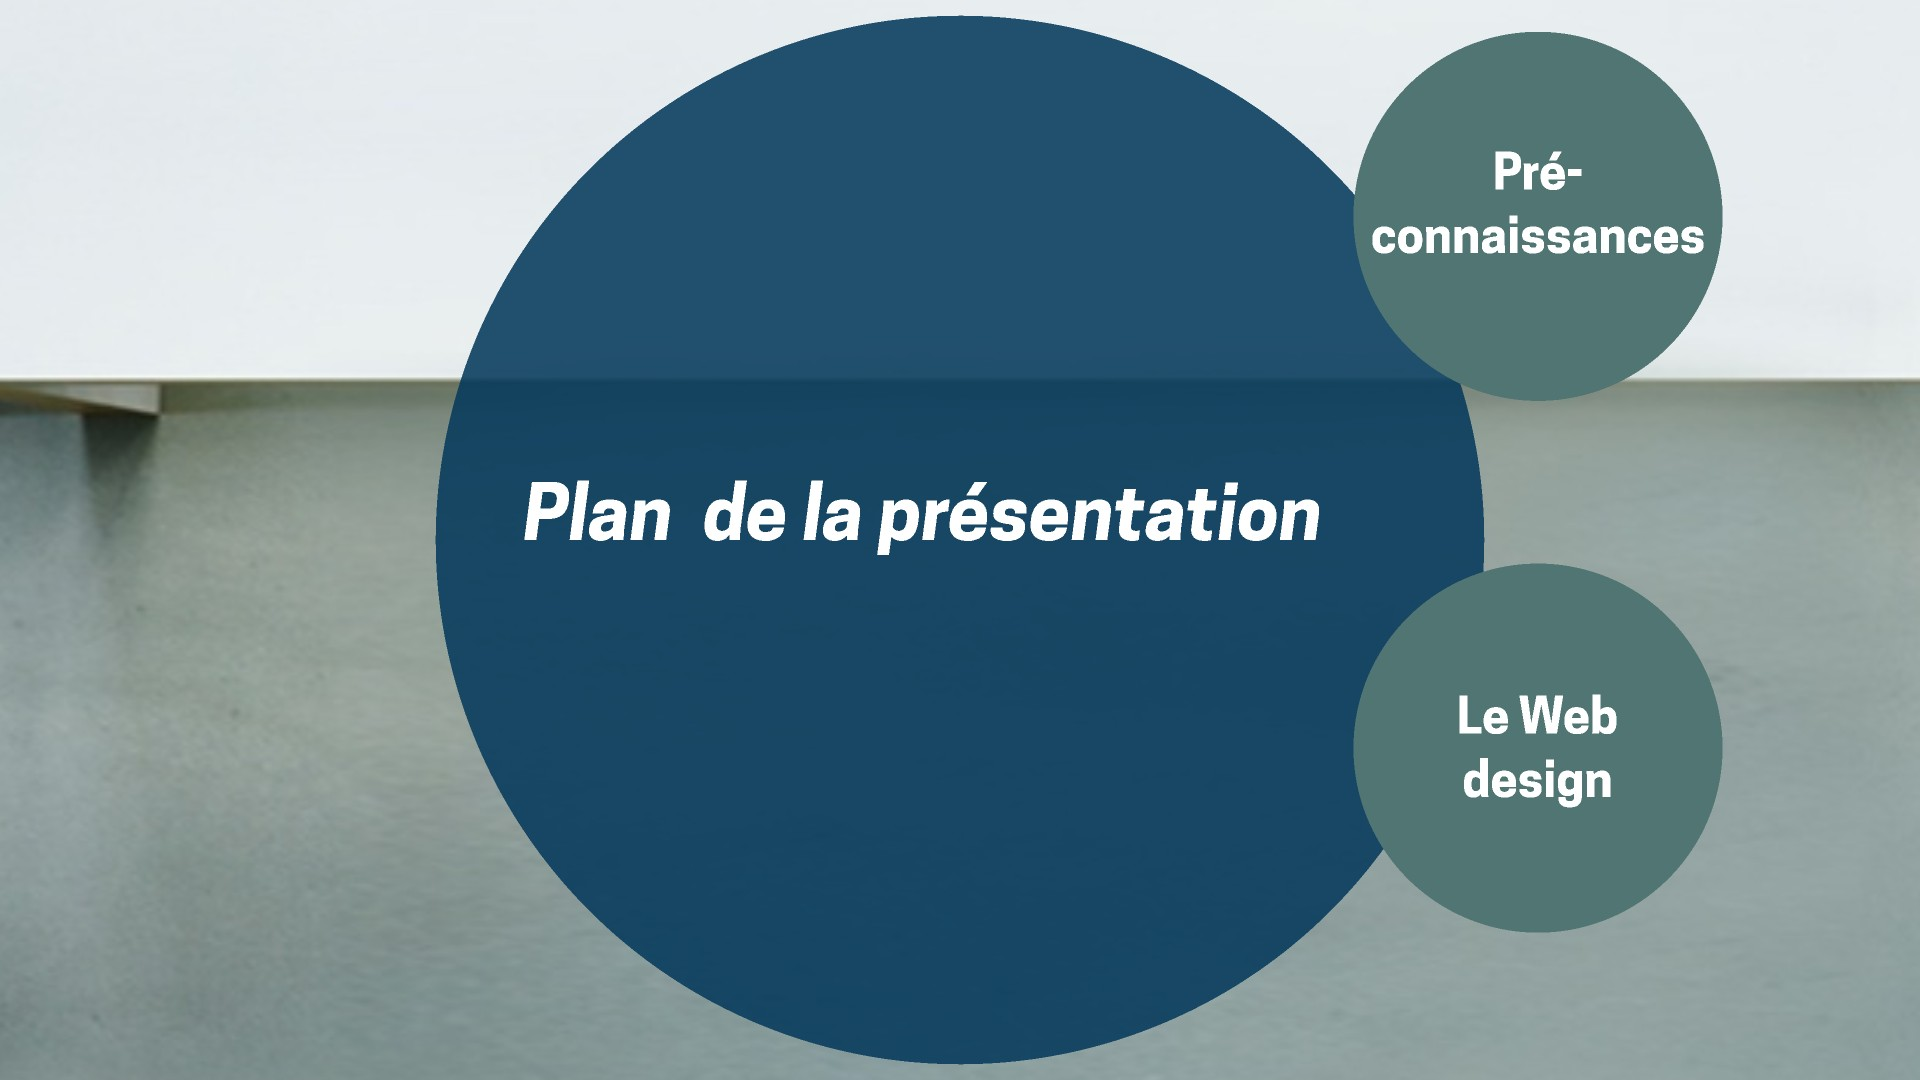 Plan  de la présentation
Pré-
connaissances
Le Web
design